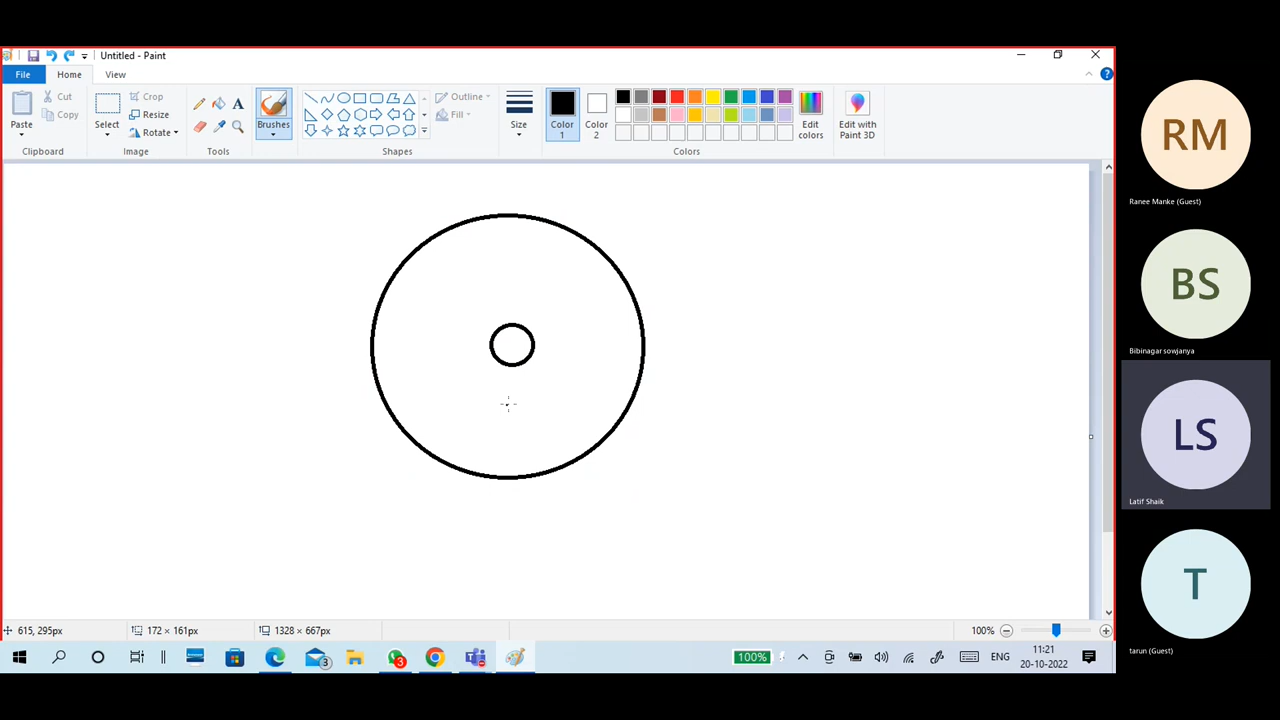 Untitled - Paint
File
Home
View
Paste
Cut
Copy
Clipboard
Select
Crop
Resize
Rotate
Image
A
Tools
Brushes
Outline
Fill
Shapes
Size
Color
1
Color
2
Edit
colors
Colors
Edit with
Paint 3D
?
RM
Ranee Manke (Guest)
BS
Bibinagar sowjanya
LS
Latif Shaik
T
tarun (Guest)
615, 295px
172 × 161px
1328 × 667px
100%
3
3
100%
ENG
11:21
20-10-2022